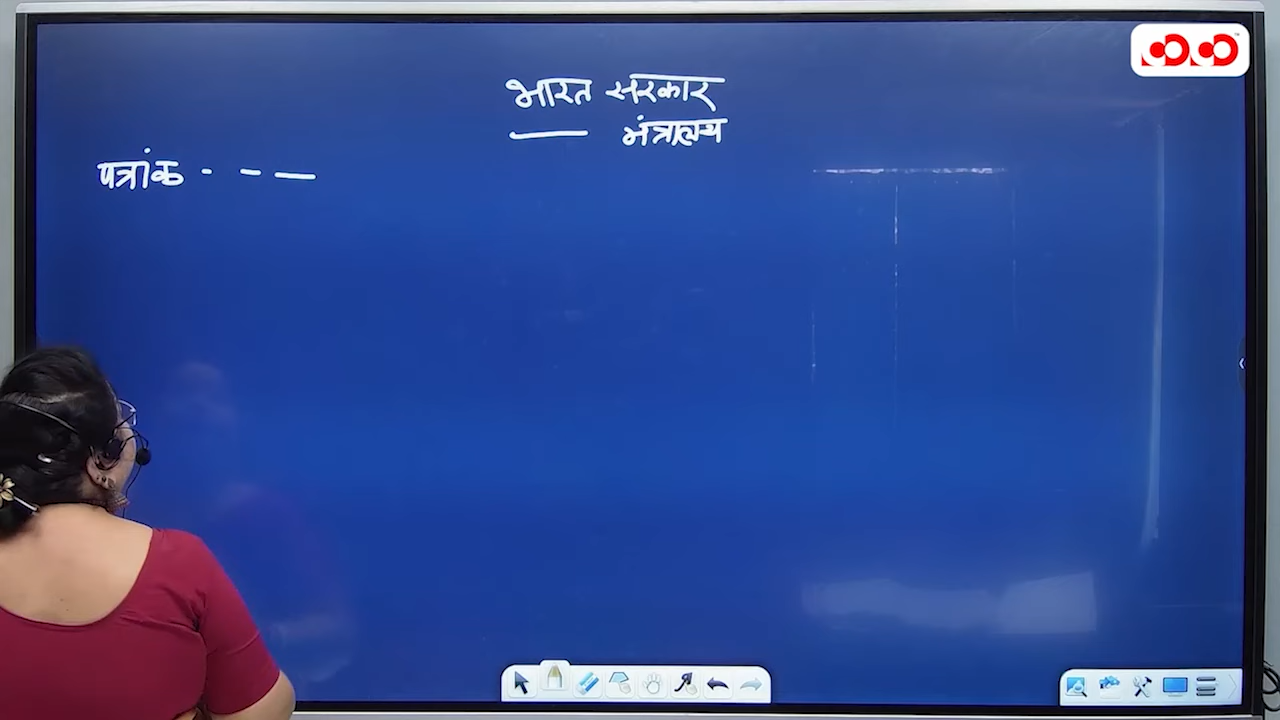 भारत सरकार
—— मंत्रालय
पत्रांक - - —